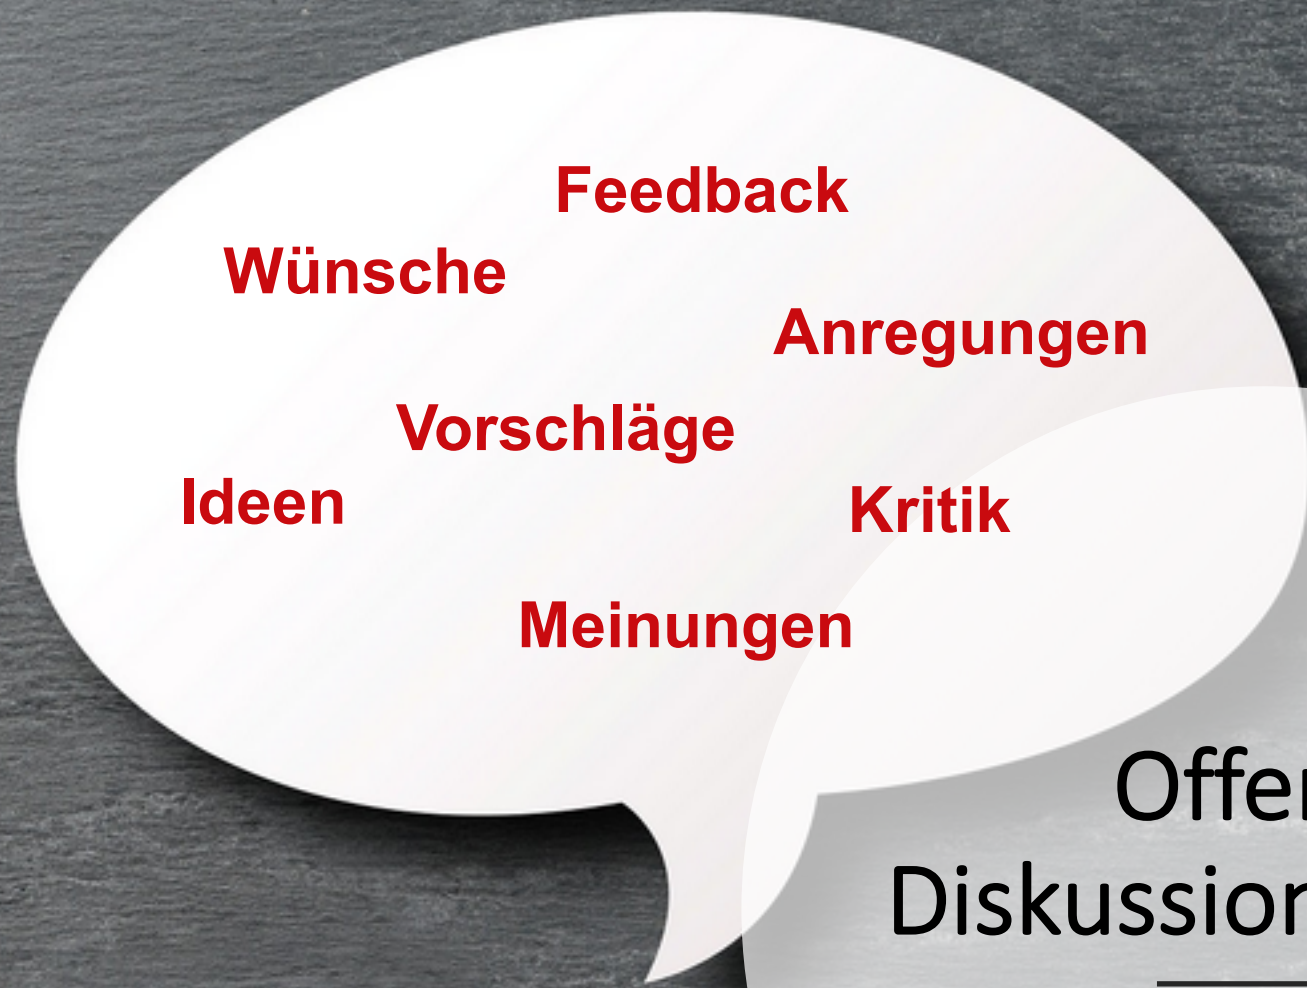 Feedback
Wünsche
Anregungen
Vorschläge
Ideen
Kritik
Meinungen